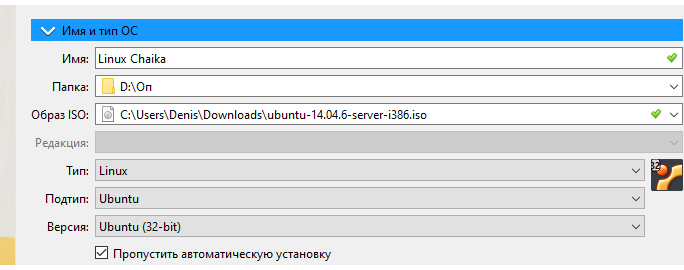 Имя и тип ОС
Имя: Linux Chaika
Папка: D:\Оп
Образ ISO: C:\Users\Denis\Downloads\ubuntu-14.04.6-server-i386.iso
Редакция:
Тип: Linux
32
Подтип: Ubuntu
Версия: Ubuntu (32-bit)
Пропустить автоматическую установку